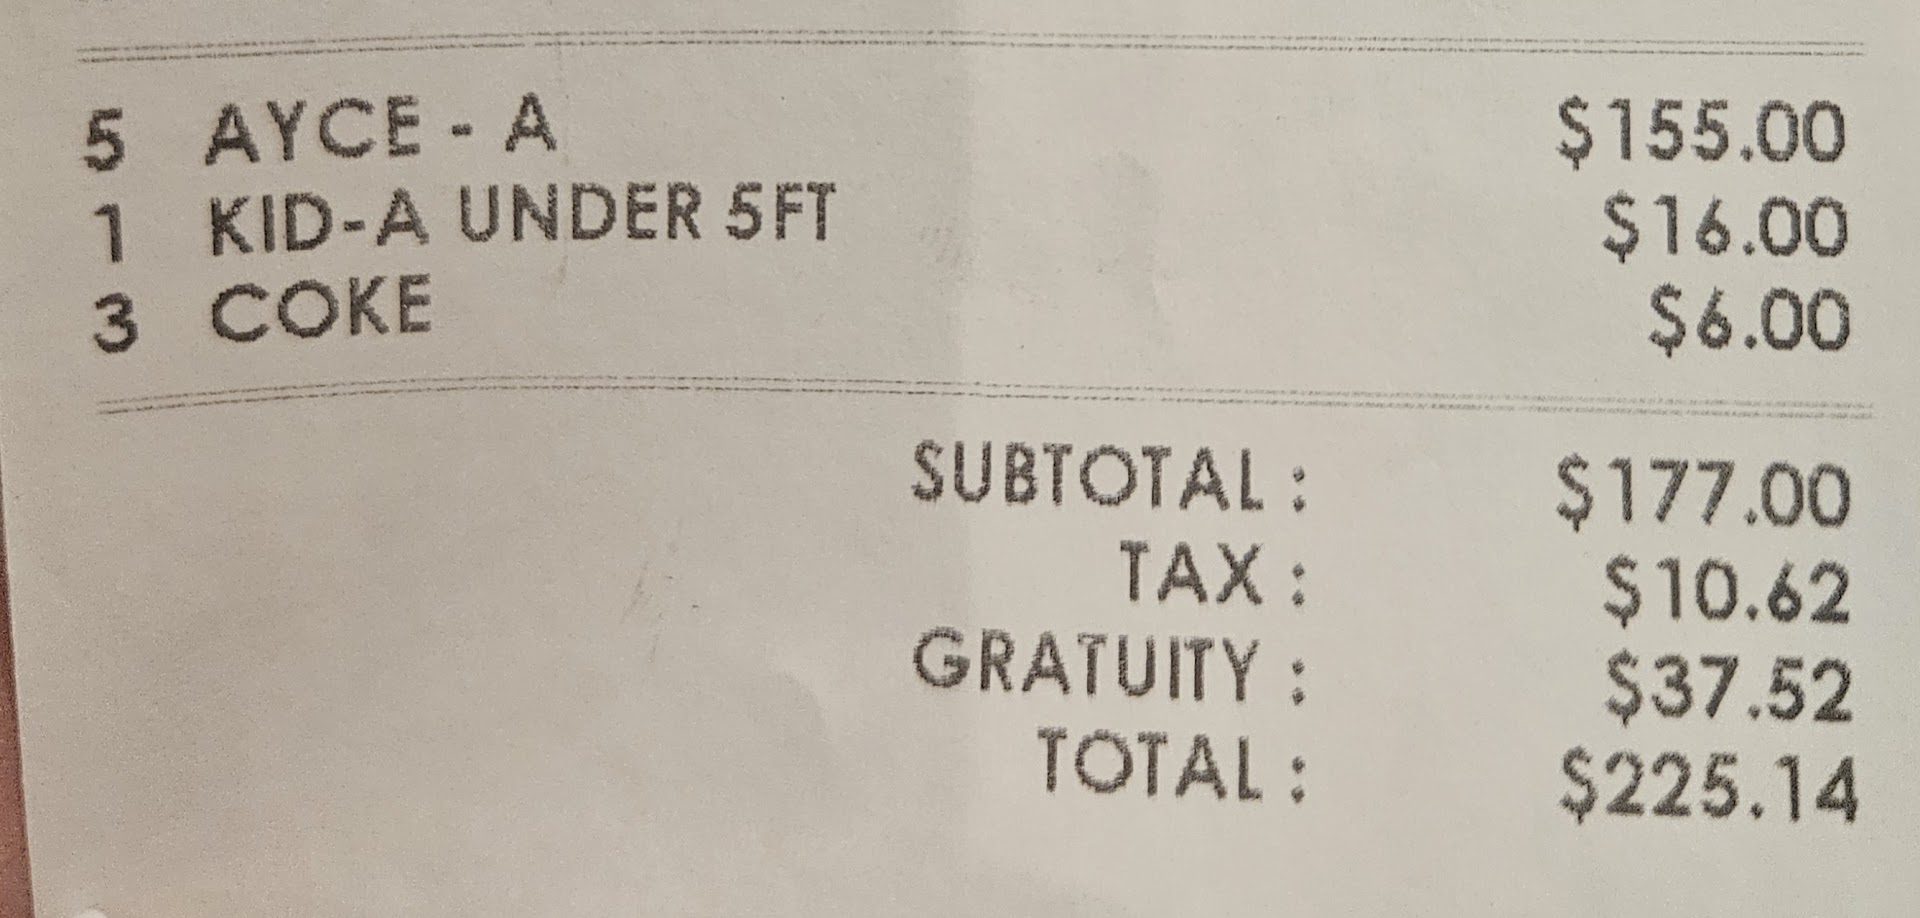 5 AYCE - A $155.00
1 KID-A UNDER 5FT $16.00
3 COKE $6.00
SUBTOTAL : $177.00
TAX : $10.62
GRATUITY : $37.52
TOTAL : $225.14